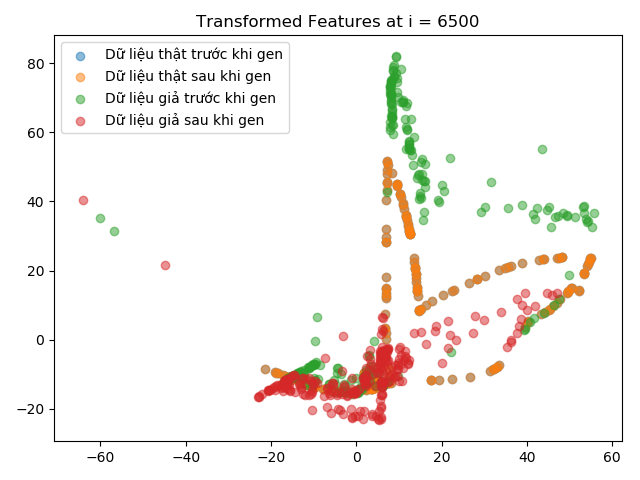 Transformed Features at i = 6500
Dữ liệu thật trước khi gen
Dữ liệu thật sau khi gen
Dữ liệu giả trước khi gen
Dữ liệu giả sau khi gen
80
60
40
20
0
−20
−60 −40 −20 0 20 40 60